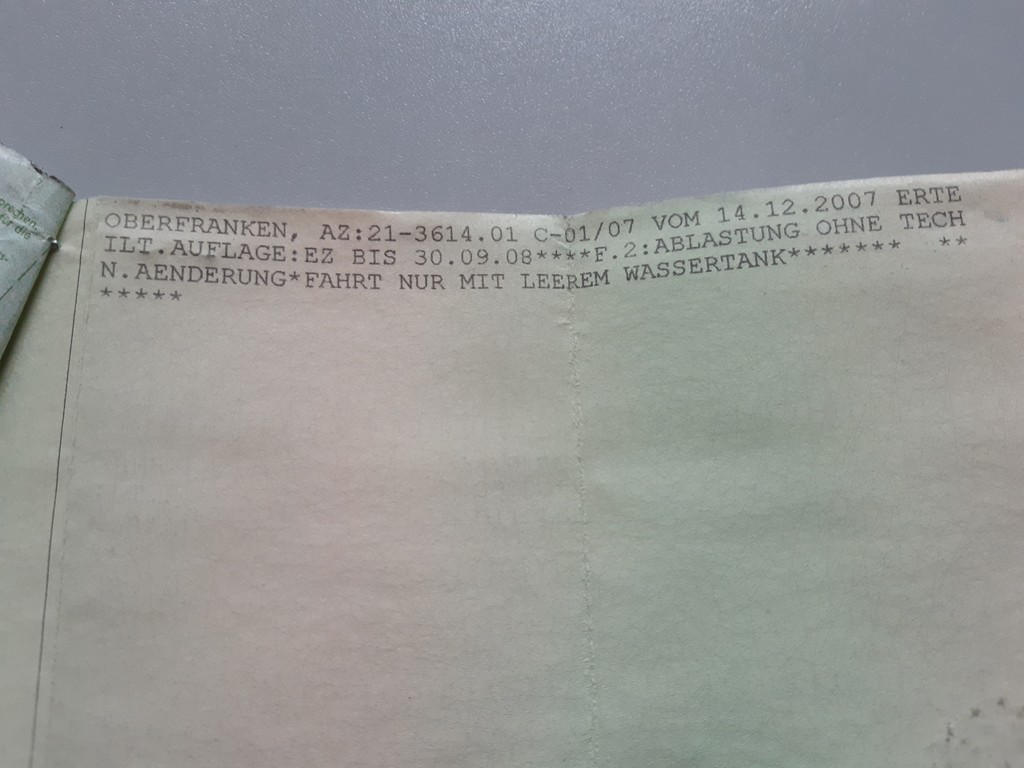 OBERFRANKEN, AZ:21-3614.01 C-01/07 VOM 14.12.2007 ERTE
ILT.AUFLAGE:EZ BIS 30.09.08****F.2:ABLASTUNG OHNE TECH
N.AENDERUNG*FAHRT NUR MIT LEEREM WASSERTANK******* **
*****